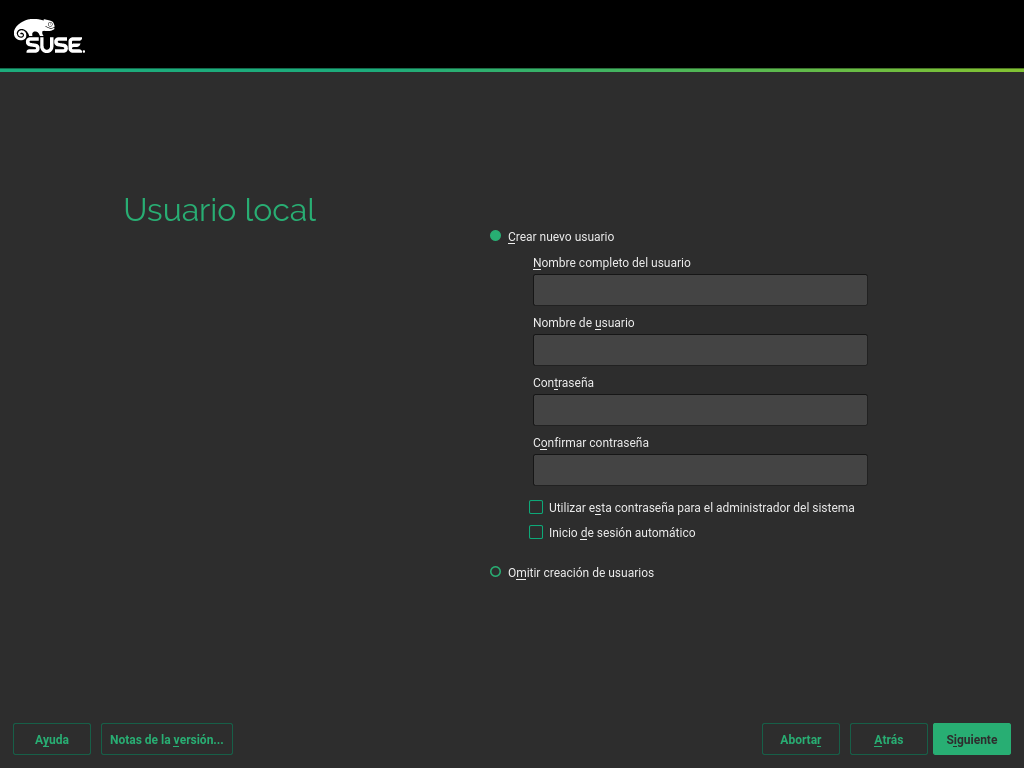 SUSE.
Usuario local
Crear nuevo usuario
Nombre completo del usuario
Nombre de usuario
Contraseña
Confirmar contraseña
Utilizar esta contraseña para el administrador del sistema
Inicio de sesión automático
Omitir creación de usuarios
Ayuda
Notas de la versión...
Abortar
Atrás
Siguiente